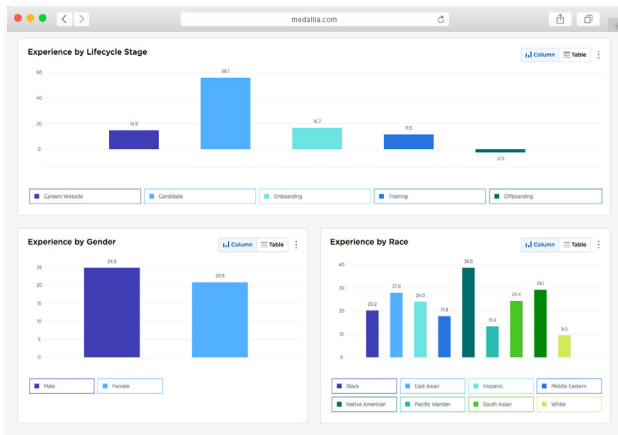 medallia.com
Experience by Lifecycle Stage
Column Table
60
56.1
40
20
16.7
14.9
11.5
0
-2.5
Careers Website Candidate Onboarding Training Offboarding
Experience by Gender
Column Table
25
24.9
20.9
20
15
10
5
0
Male Female
Experience by Race
Column Table
40
38.6
30
29.1
27.9
24.0
24.4
20.2
20
17.8
13.4
10
9.5
0
Black East Asian Hispanic Middle Eastern
Native American Pacific Islander South Asian White